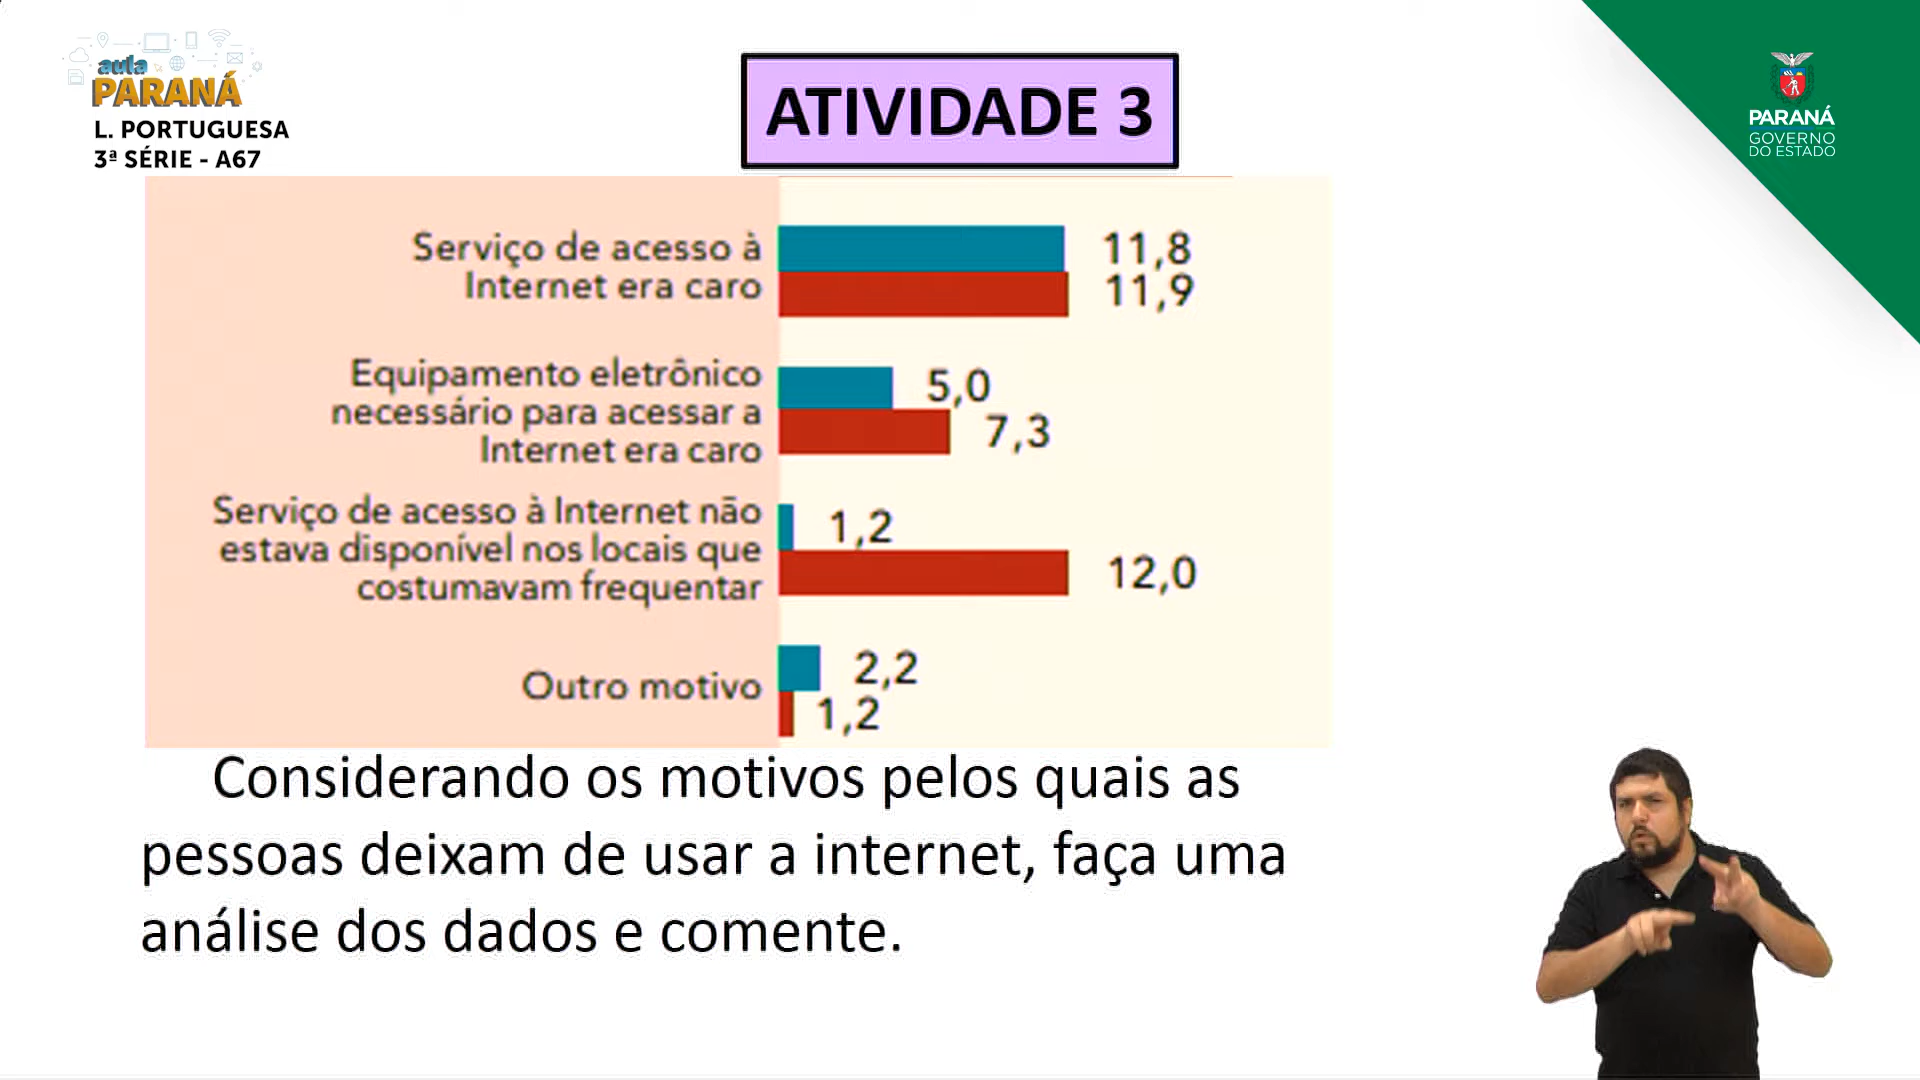 aula
PARANÁ
L. PORTUGUESA
3ª SÉRIE - A67
ATIVIDADE 3
PARANÁ
GOVERNO
DO ESTADO
Serviço de acesso à
Internet era caro
11,8
11,9
Equipamento eletrônico
necessário para acessar a
Internet era caro
5,0
7,3
Serviço de acesso à Internet não
estava disponível nos locais que
costumavam frequentar
1,2
12,0
Outro motivo
2,2
1,2
Considerando os motivos pelos quais as
pessoas deixam de usar a internet, faça uma
análise dos dados e comente.